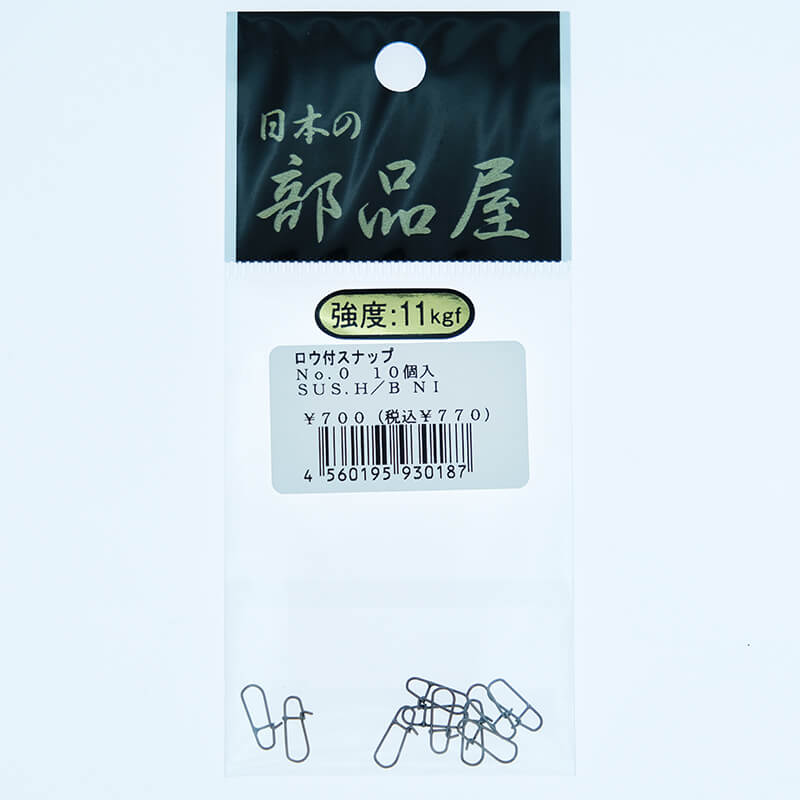 日本の
部品屋
強度:11kgf
ロウ付スナップ
No.0 10個入
SUS.H/B NI
¥700(税込¥770)
4 560195 930187